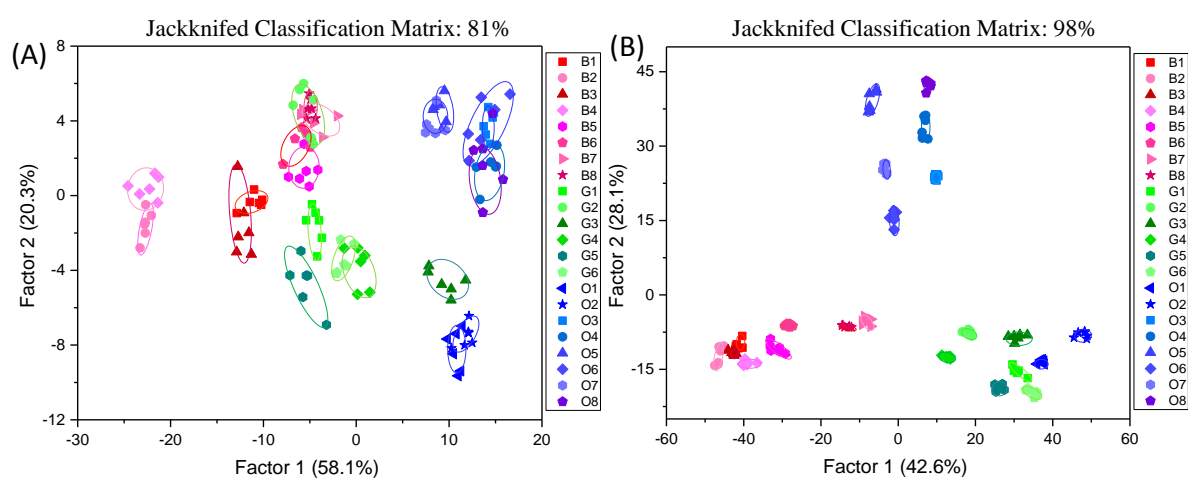 Jackknifed Classification Matrix: 81%
(A)
8
4
0
-4
-8
-12
Factor 2 (20.3%)
-30
-20
-10
0
10
20
Factor 1 (58.1%)
B1
B2
B3
B4
B5
B6
B7
B8
G1
G2
G3
G4
G5
G6
O1
O2
O3
O4
O5
O6
O7
O8
Jackknifed Classification Matrix: 98%
(B)
45
30
15
0
-15
Factor 2 (28.1%)
-60
-40
-20
0
20
40
60
Factor 1 (42.6%)
B1
B2
B3
B4
B5
B6
B7
B8
G1
G2
G3
G4
G5
G6
O1
O2
O3
O4
O5
O6
O7
O8